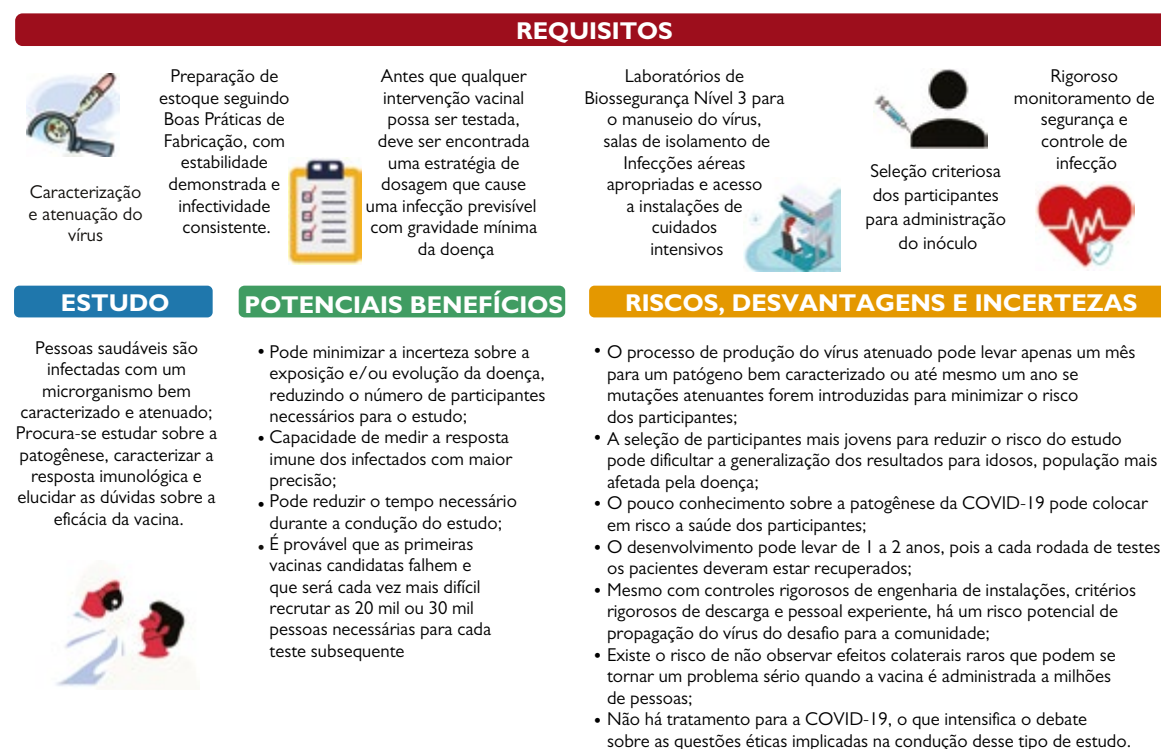 REQUISITOS
Caracterização
e atenuação do
vírus
Preparação de
estoque seguindo
Boas Práticas de
Fabricação, com
estabilidade
demonstrada e
infectividade
consistente.
Antes que qualquer
intervenção vacinal
possa ser testada,
deve ser encontrada
uma estratégia de
dosagem que cause
uma infecção previsível
com gravidade mínima
da doença
Laboratórios de
Biossegurança Nível 3 para
o manuseio do vírus,
salas de isolamento de
Infecções aéreas
apropriadas e acesso
a instalações de
cuidados
intensivos
Seleção criteriosa
dos participantes
para administração
do inóculo
Rigoroso
monitoramento de
segurança e
controle de
infecção
ESTUDO
Pessoas saudáveis são
infectadas com um
microrganismo bem
caracterizado e atenuado;
Procura-se estudar sobre a
patogênese, caracterizar a
resposta imunológica e
elucidar as dúvidas sobre a
eficácia da vacina.
POTENCIAIS BENEFÍCIOS
• Pode minimizar a incerteza sobre a
exposição e/ou evolução da doença,
reduzindo o número de participantes
necessários para o estudo;
• Capacidade de medir a resposta
imune dos infectados com maior
precisão;
• Pode reduzir o tempo necessário
durante a condução do estudo;
• É provável que as primeiras
vacinas candidatas falhem e
que será cada vez mais difícil
recrutar as 20 mil ou 30 mil
pessoas necessárias para cada
teste subsequente
RISCOS, DESVANTAGENS E INCERTEZAS
• O processo de produção do vírus atenuado pode levar apenas um mês
para um patógeno bem caracterizado ou até mesmo um ano se
mutações atenuantes forem introduzidas para minimizar o risco
dos participantes;
• A seleção de participantes mais jovens para reduzir o risco do estudo
pode dificultar a generalização dos resultados para idosos, população mais
afetada pela doença;
• O pouco conhecimento sobre a patogênese da COVID-19 pode colocar
em risco a saúde dos participantes;
• O desenvolvimento pode levar de 1 a 2 anos, pois a cada rodada de testes
os pacientes deveram estar recuperados;
• Mesmo com controles rigorosos de engenharia de instalações, critérios
rigorosos de descarga e pessoal experiente, há um risco potencial de
propagação do vírus do desafio para a comunidade;
• Existe o risco de não observar efeitos colaterais raros que podem se
tornar um problema sério quando a vacina é administrada a milhões
de pessoas;
• Não há tratamento para a COVID-19, o que intensifica o debate
sobre as questões éticas implicadas na condução desse tipo de estudo.